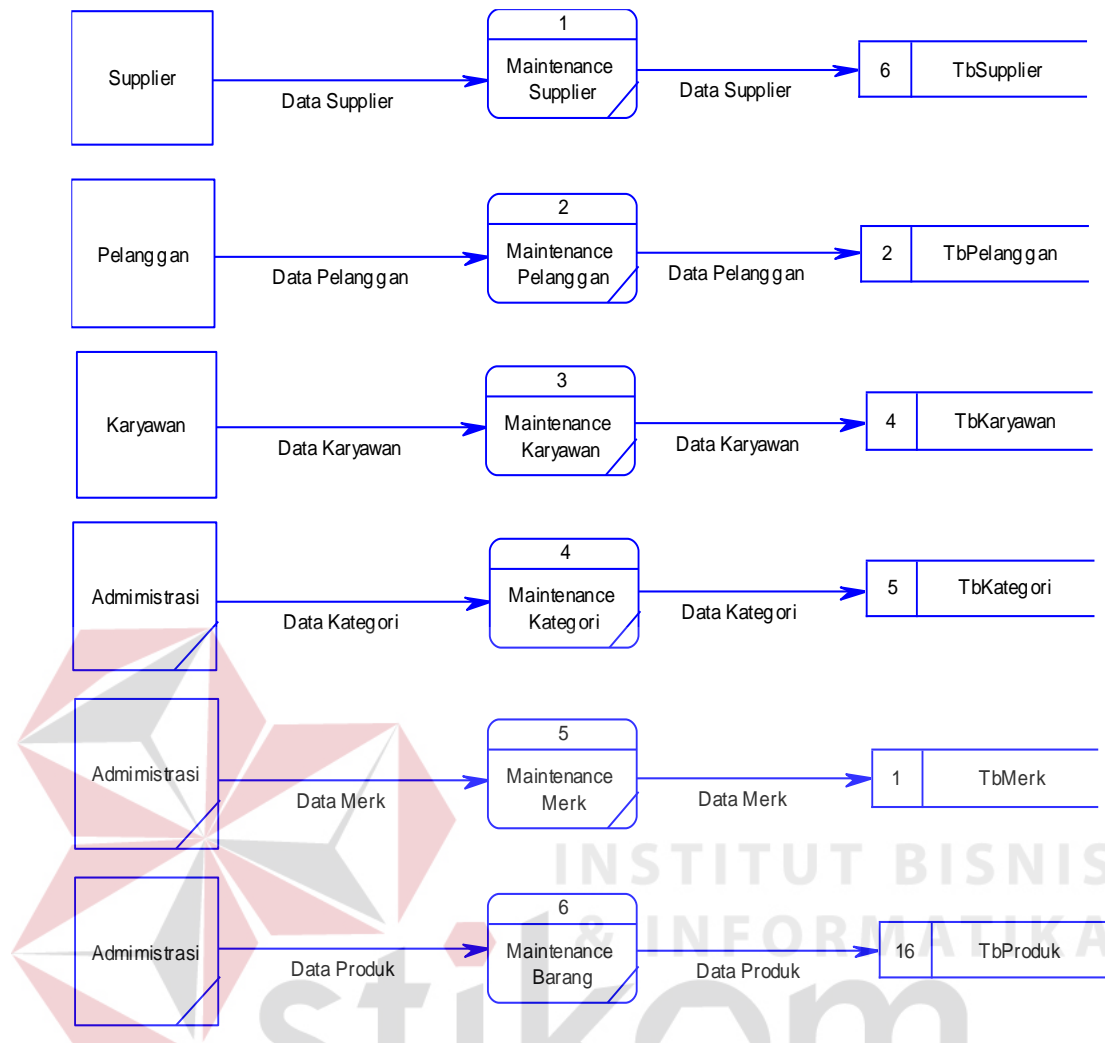 Supplier
Data Supplier
1
Maintenance
Supplier
Data Supplier
6 TbSupplier
Pelanggan
Data Pelanggan
2
Maintenance
Pelanggan
Data Pelanggan
2 TbPelanggan
Karyawan
Data Karyawan
3
Maintenance
Karyawan
Data Karyawan
4 TbKaryawan
Admimistrasi
Data Kategori
4
Maintenance
Kategori
Data Kategori
5 TbKategori
Admimistrasi
Data Merk
5
Maintenance
Merk
Data Merk
1 TbMerk
Admimistrasi
Data Produk
6
Maintenance
Barang
Data Produk
16 TbProduk
INSTITUT BISNIS
& INFORMATIKA
stikom